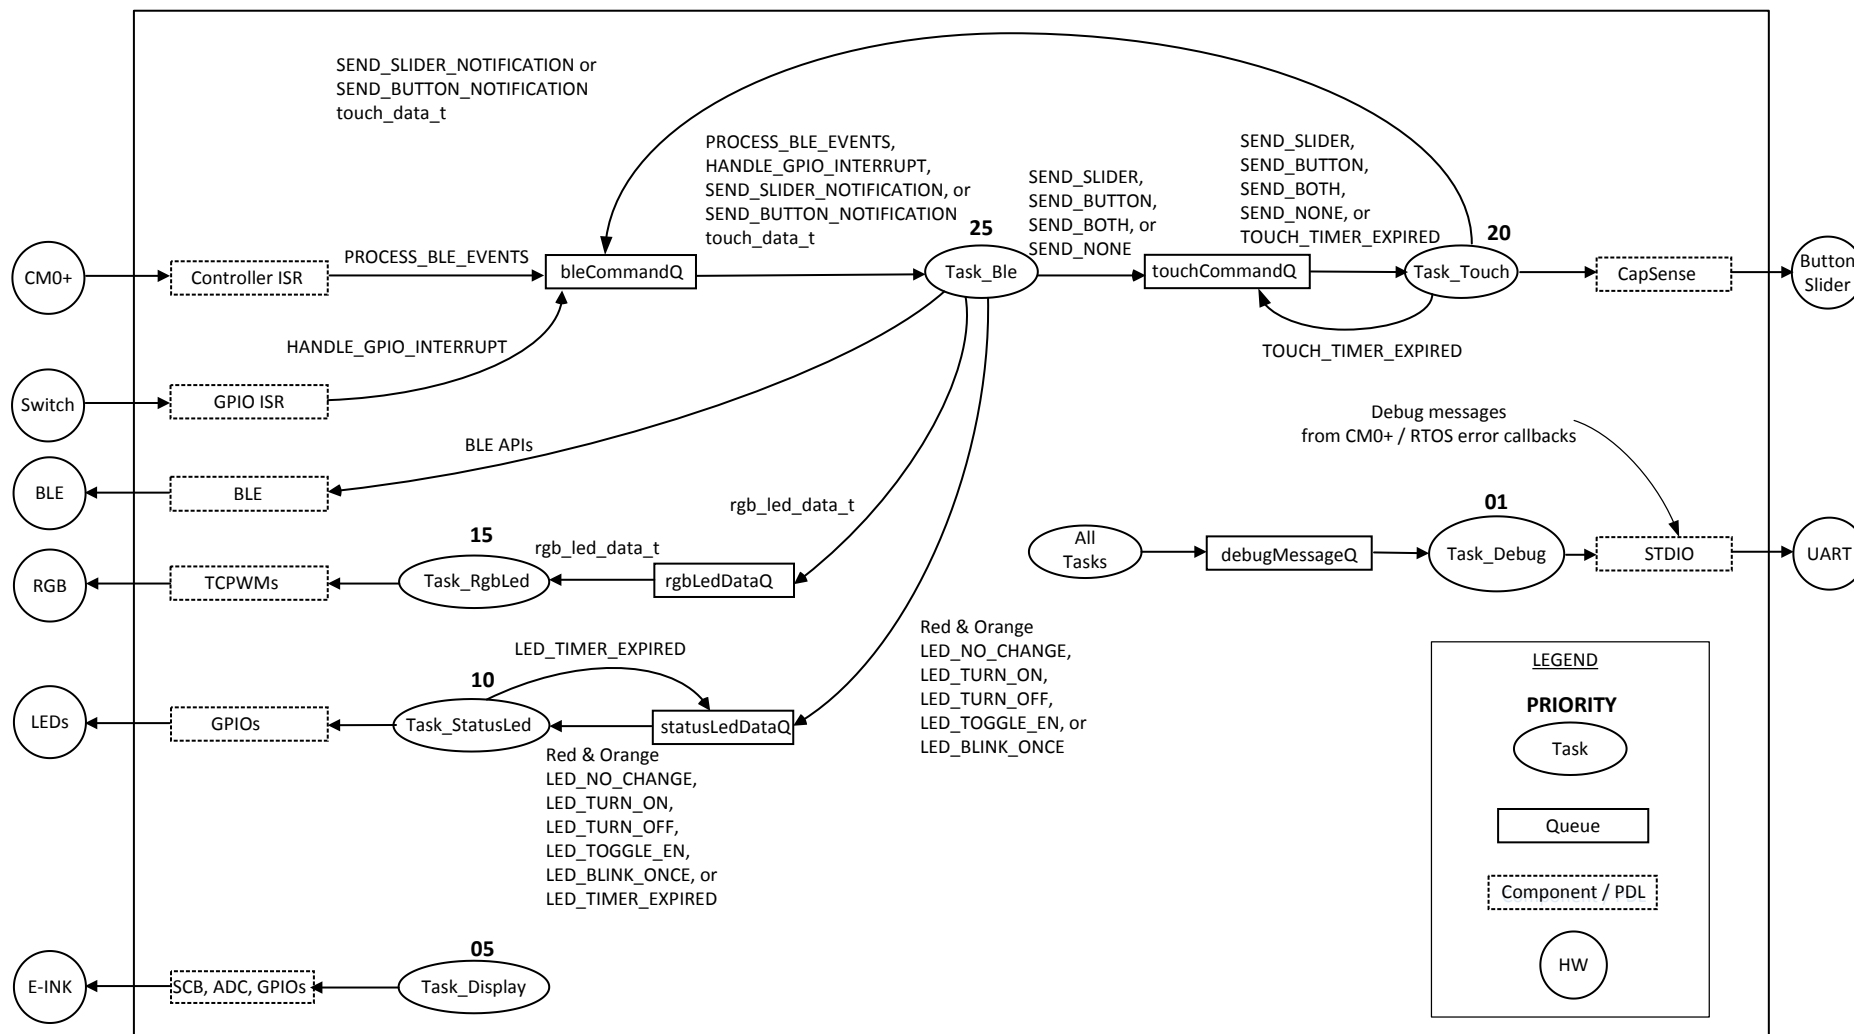 SEND_SLIDER_NOTIFICATION or
SEND_BUTTON_NOTIFICATION
touch_data_t
PROCESS_BLE_EVENTS,
HANDLE_GPIO_INTERRUPT,
SEND_SLIDER_NOTIFICATION, or
SEND_BUTTON_NOTIFICATION
touch_data_t
SEND_SLIDER,
SEND_BUTTON,
SEND_BOTH, or
SEND_NONE
SEND_SLIDER,
SEND_BUTTON,
SEND_BOTH,
SEND_NONE, or
TOUCH_TIMER_EXPIRED
25
20
CM0+
Controller ISR
PROCESS_BLE_EVENTS
bleCommandQ
Task_Ble
touchCommandQ
Task_Touch
CapSense
Button
Slider
HANDLE_GPIO_INTERRUPT
TOUCH_TIMER_EXPIRED
Switch
GPIO ISR
Debug messages
from CM0+ / RTOS error callbacks
BLE APIs
BLE
BLE
rgb_led_data_t
01
All
Tasks
debugMessageQ
Task_Debug
STDIO
UART
15
rgb_led_data_t
RGB
TCPWMs
Task_RgbLed
rgbLedDataQ
Red & Orange
LED_NO_CHANGE,
LED_TURN_ON,
LED_TURN_OFF,
LED_TOGGLE_EN, or
LED_BLINK_ONCE
LED_TIMER_EXPIRED
10
LEDs
GPIOs
Task_StatusLed
statusLedDataQ
Red & Orange
LED_NO_CHANGE,
LED_TURN_ON,
LED_TURN_OFF,
LED_TOGGLE_EN,
LED_BLINK_ONCE, or
LED_TIMER_EXPIRED
05
E-INK
SCB, ADC, GPIOs
Task_Display
LEGEND
PRIORITY
Task
Queue
Component / PDL
HW